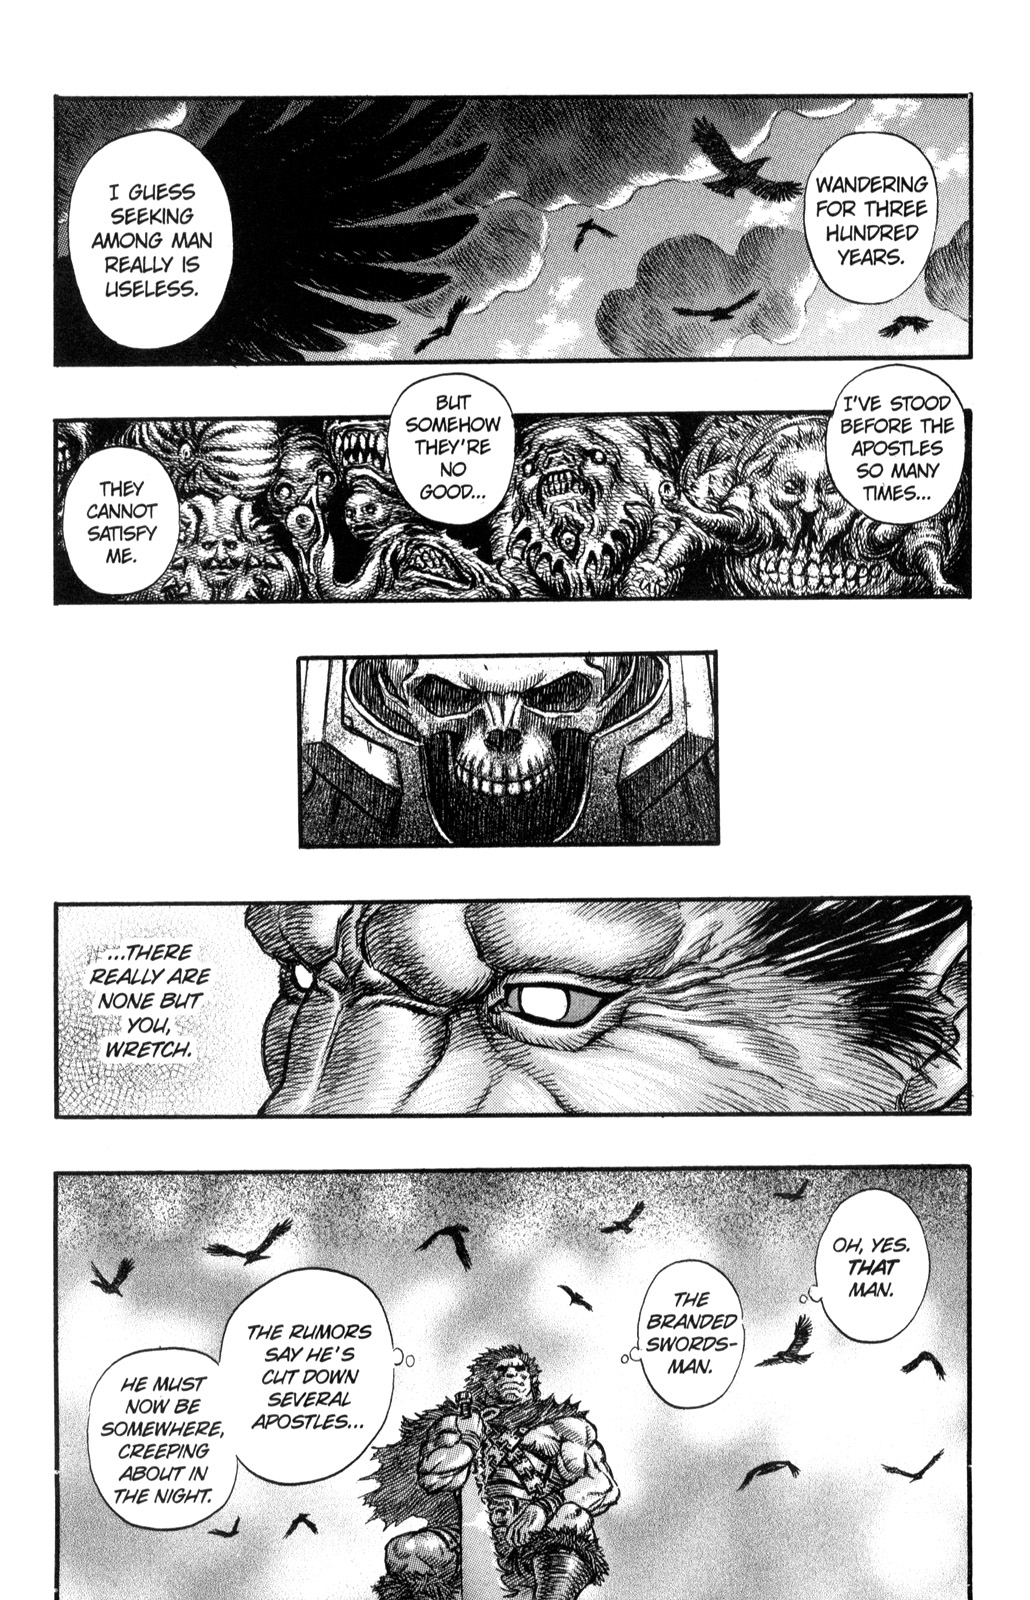 WANDERING
FOR THREE
HUNDRED
YEARS.
I GUESS
SEEKING
AMONG MAN
REALLY IS
USELESS.
I'VE STOOD
BEFORE THE
APOSTLES
SO MANY
TIMES...
BUT
SOMEHOW
THEY'RE
NO
GOOD...
THEY
CANNOT
SATISFY
ME.
...THERE
REALLY ARE
NONE BUT
YOU,
WRETCH.
OH, YES.
THAT
MAN.
THE
BRANDED
SWORDS-
MAN.
THE RUMORS
SAY HE'S
CUT DOWN
SEVERAL
APOSTLES...
HE MUST
NOW BE
SOMEWHERE,
CREEPING
ABOUT IN
THE NIGHT.